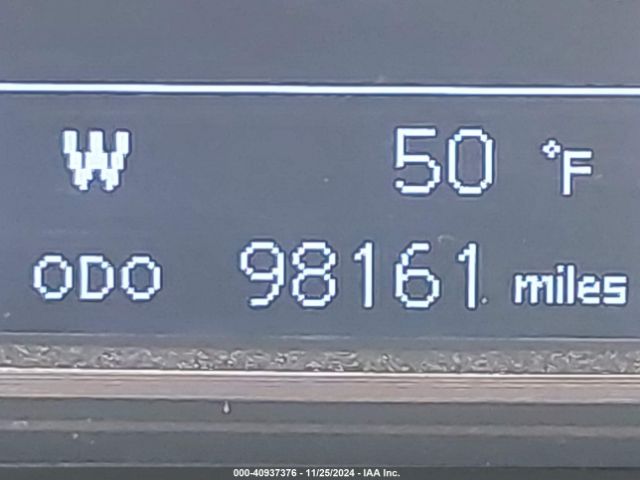 W 50 °F
ODO 98161 miles
000-40937376 - 11/25/2024 - IAA Inc.